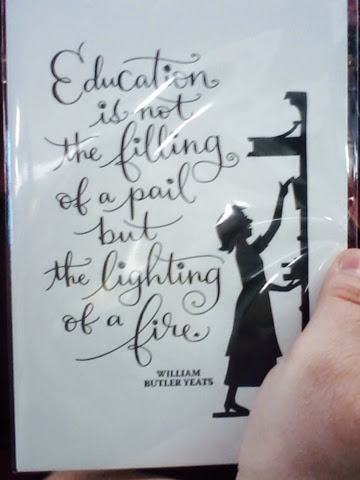 Education
is not
the filling
of a pail
but
the lighting
of a fire.
WILLIAM
BUTLER YEATS